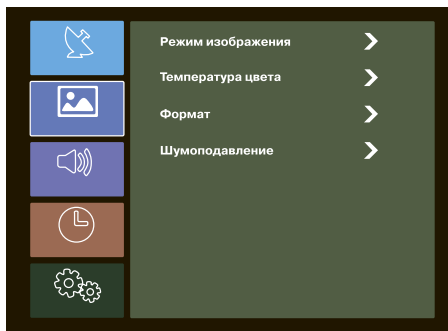 Режим изображения
Температура цвета
Формат
Шумоподавление